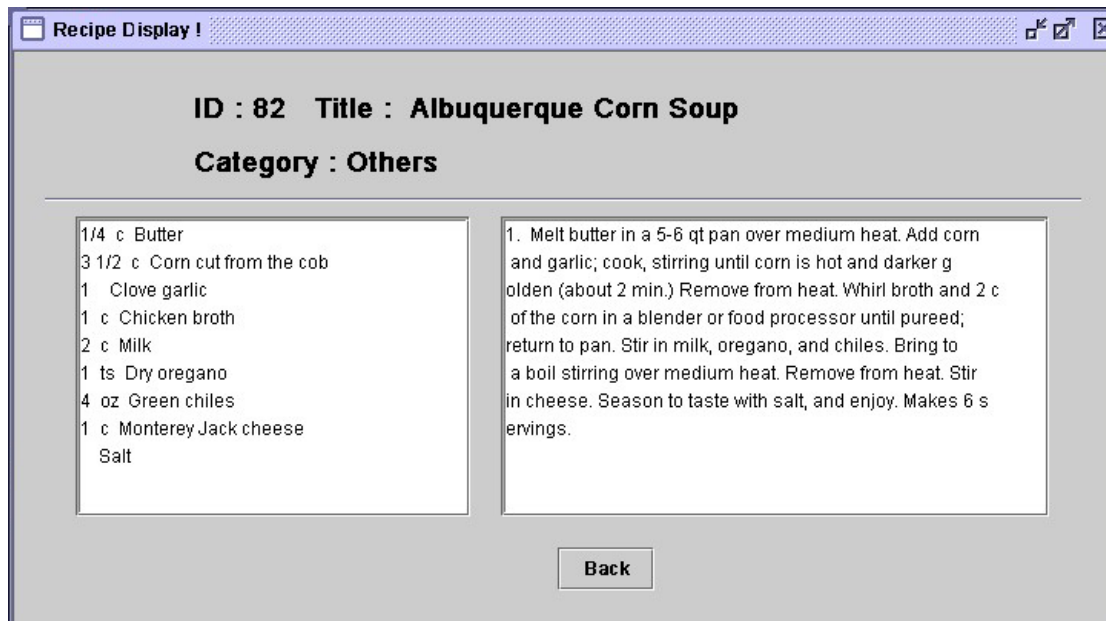 Recipe Display !
ID : 82 Title : Albuquerque Corn Soup
Category : Others
1/4 c Butter
3 1/2 c Corn cut from the cob
1 Clove garlic
1 c Chicken broth
2 c Milk
1 ts Dry oregano
4 oz Green chiles
1 c Monterey Jack cheese
Salt
1. Melt butter in a 5-6 qt pan over medium heat. Add corn
and garlic; cook, stirring until corn is hot and darker g
olden (about 2 min.) Remove from heat. Whirl broth and 2 c
of the corn in a blender or food processor until pureed;
return to pan. Stir in milk, oregano, and chiles. Bring to
a boil stirring over medium heat. Remove from heat. Stir
in cheese. Season to taste with salt, and enjoy. Makes 6 s
ervings.
Back